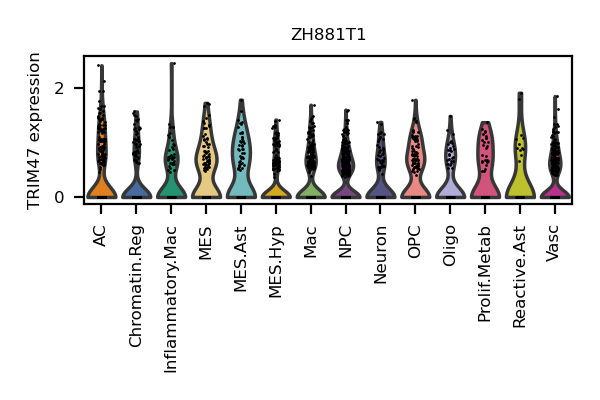 ZH881T1
TRIM47 expression
2
0
AC
Chromatin.Reg
Inflammatory.Mac
MES
MES.Ast
MES.Hyp
Mac
NPC
Neuron
OPC
Oligo
Prolif.Metab
Reactive.Ast
Vasc